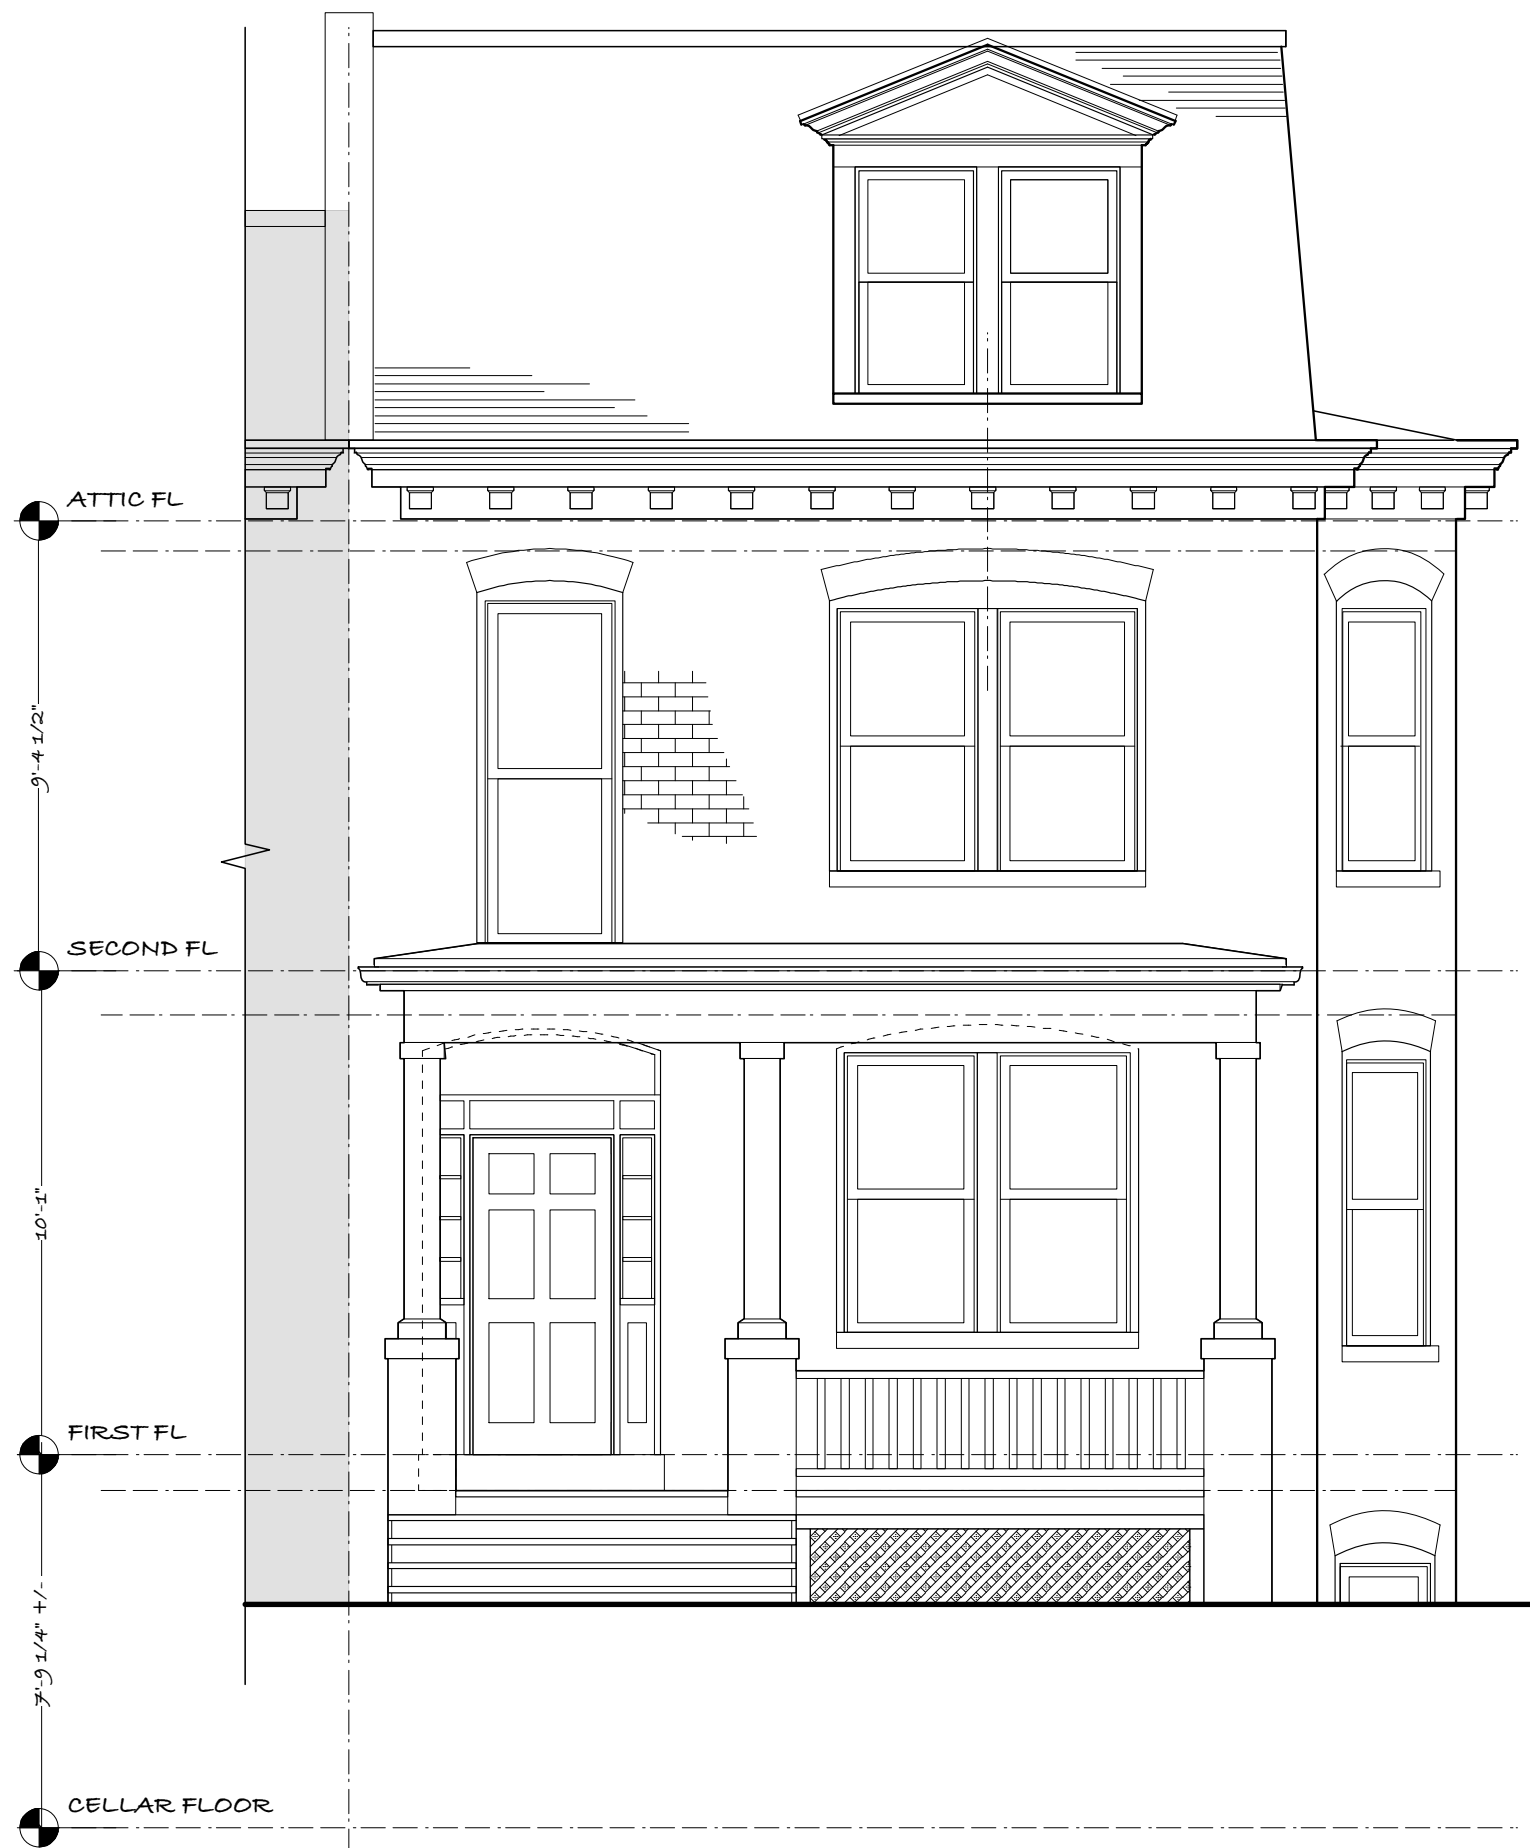 ATTIC FL
9'-4 1/2"
SECOND FL
10'-1"
FIRST FL
7'-9 1/4" +/-
CELLAR FLOOR